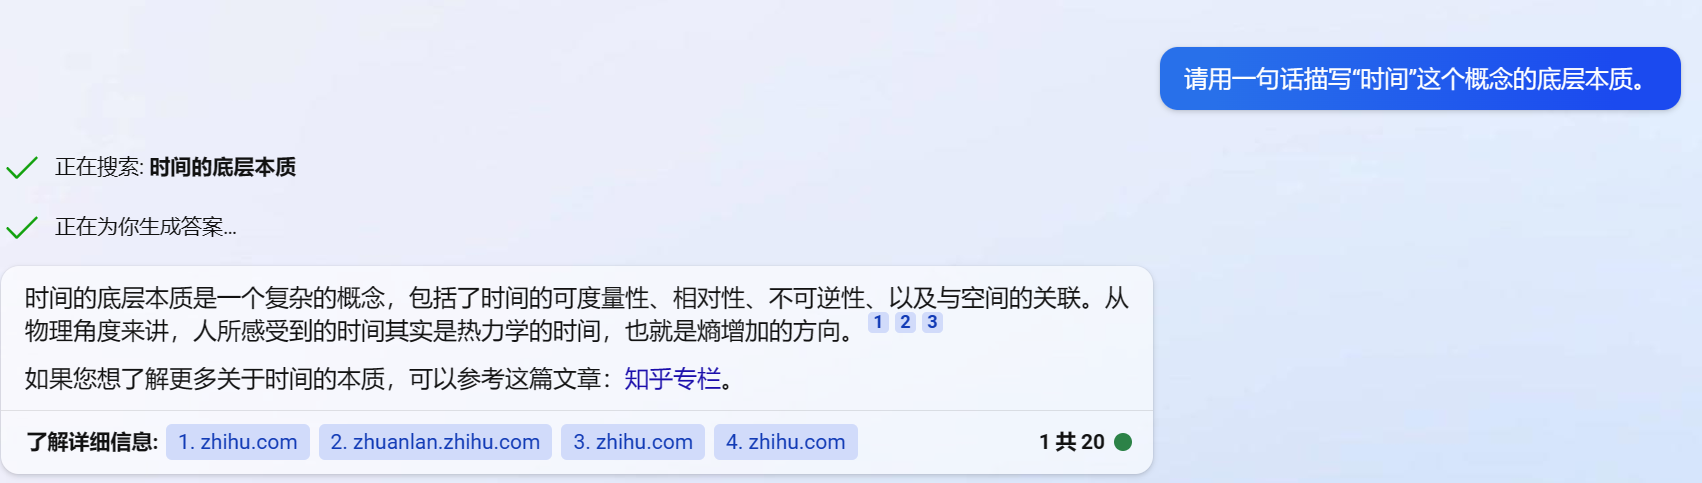 请用一句话描写“时间”这个概念的底层本质。
正在搜索: 时间的底层本质
正在为你生成答案...
时间的底层本质是一个复杂的概念，包括了时间的可度量性、相对性、不可逆性、以及与空间的关联。从
物理角度来讲，人所感受到的时间其实是热力学的时间，也就是熵增加的方向。 1 2 3
如果您想了解更多关于时间的本质，可以参考这篇文章：知乎专栏。
了解详细信息: 1. zhihu.com 2. zhuanlan.zhihu.com 3. zhihu.com 4. zhihu.com 1 共 20